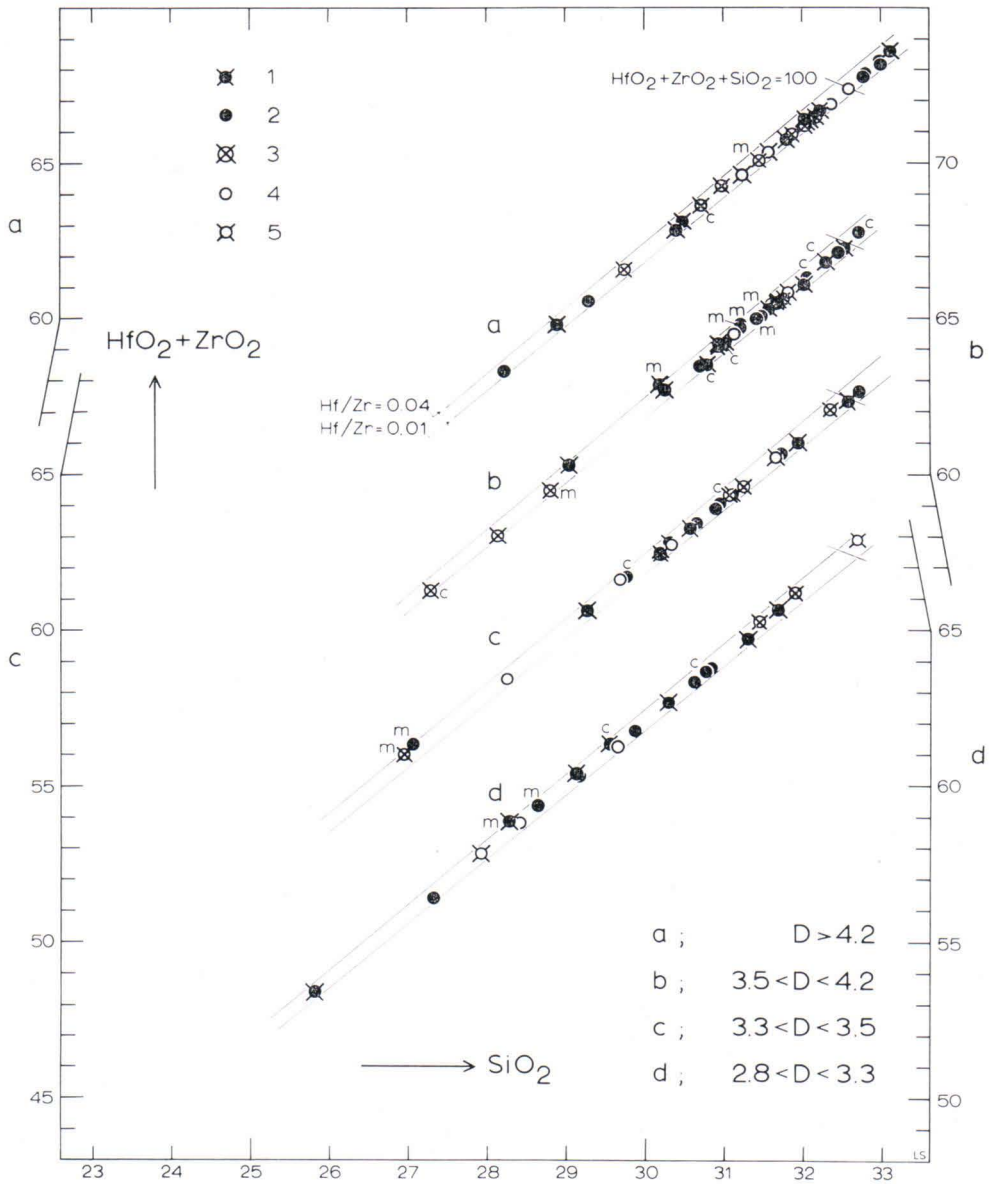 1
2
3
4
5
HfO2+ZrO2+SiO2=100
a
65
60
HfO2+ZrO2
65
60
c
55
50
45
70
65
b
60
65
60
d
55
50
Hf/Zr=0.04
Hf/Zr=0.01
a
m
c
b
c
m
m
m
m
m
m
c
c
c
c
c
m
m
c
c
d
m
m
c
c
a ; D > 4.2
b ; 3.5 < D < 4.2
c ; 3.3 < D < 3.5
d ; 2.8 < D < 3.3
SiO2
LS
23 24 25 26 27 28 29 30 31 32 33